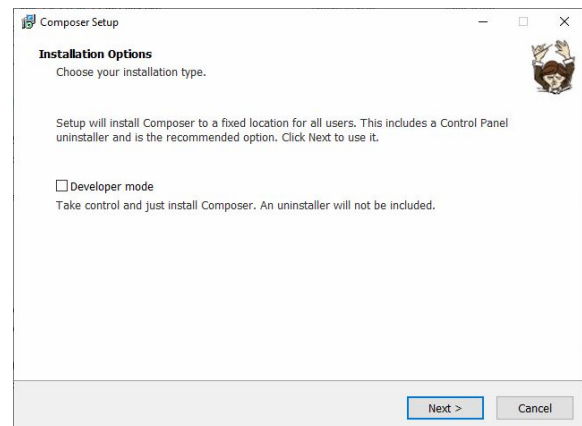 Composer Setup
Installation Options
Choose your installation type.
Setup will install Composer to a fixed location for all users. This includes a Control Panel
uninstaller and is the recommended option. Click Next to use it.
Developer mode
Take control and just install Composer. An uninstaller will not be included.
Next > Cancel